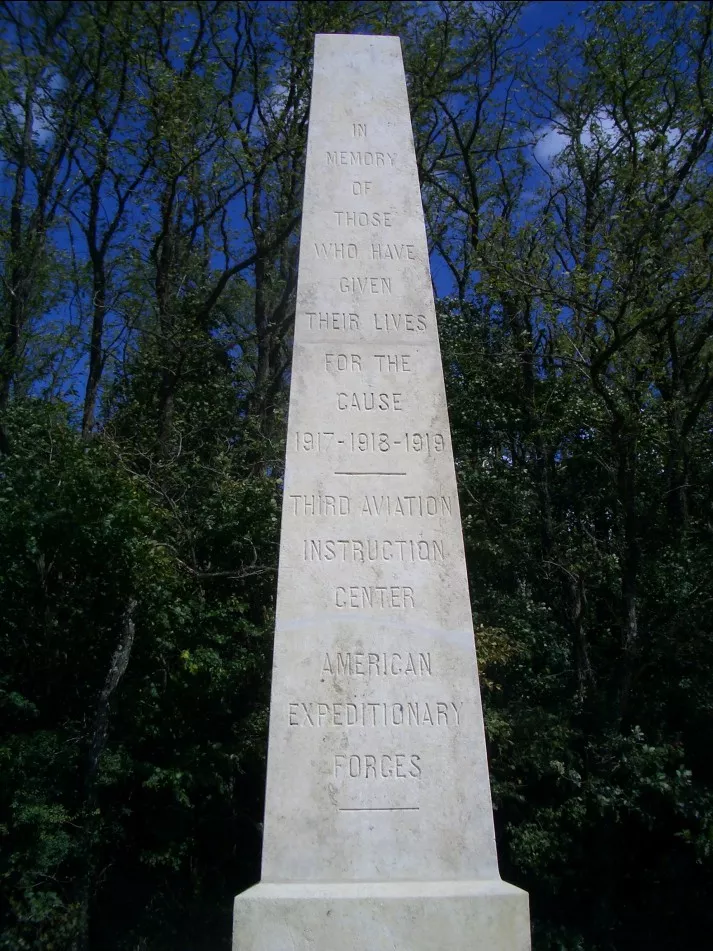 IN
MEMORY
OF
THOSE
WHO HAVE
GIVEN
THEIR LIVES
FOR THE
CAUSE
1917-1918-1919
THIRD AVIATION
INSTRUCTION
CENTER
AMERICAN
EXPEDITIONARY
FORCES